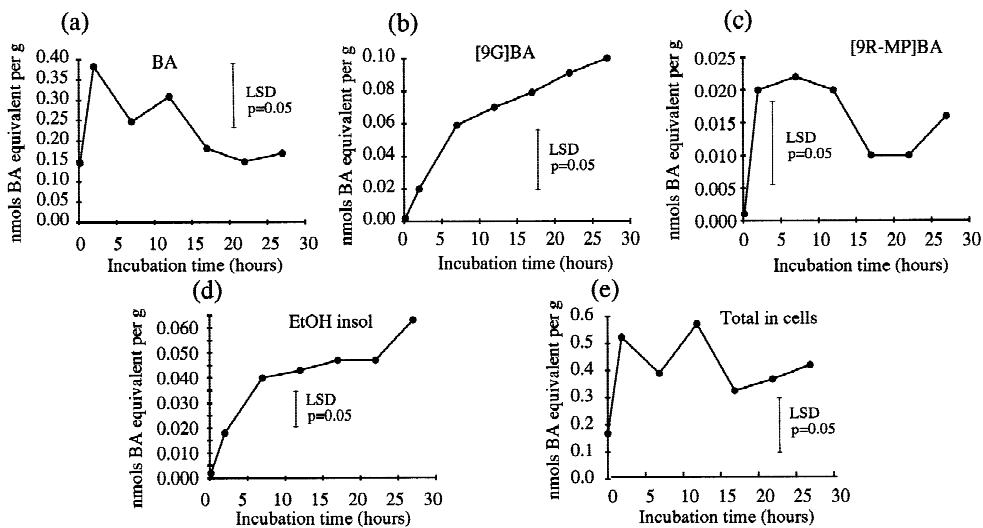 (a)
BA
nmols BA equivalent per g
0.40
0.35
0.30
0.25
0.20
0.15
0.10
0.05
0.00
LSD
p=0.05
0 5 10 15 20 25 30
Incubation time (hours)
(b)
[9G]BA
nmols BA equivalent per g
0.10
0.08
0.06
0.04
0.02
0.00
LSD
p=0.05
0 5 10 15 20 25 30
Incubation time (hours)
(c)
[9R-MP]BA
nmols BA equivalent per g
0.025
0.020
0.015
0.010
0.005
0.000
LSD
p=0.05
0 5 10 15 20 25 30
Incubation time (hours)
(d)
EtOH insol
nmols BA equivalent per g
0.060
0.050
0.040
0.030
0.020
0.010
0.000
LSD
p=0.05
0 5 10 15 20 25 30
Incubation time (hours)
(e)
Total in cells
nmols BA equivalent per g
0.6
0.5
0.4
0.3
0.2
0.1
0.0
LSD
p=0.05
0 5 10 15 20 25 30
Incubation time (hours)